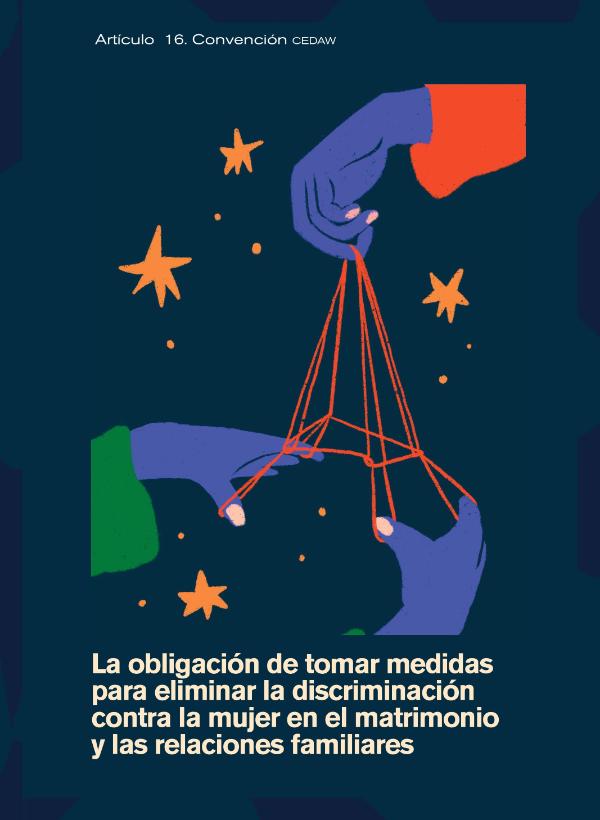 Artículo 16. Convención CEDAW
La obligación de tomar medidas
para eliminar la discriminación
contra la mujer en el matrimonio
y las relaciones familiares